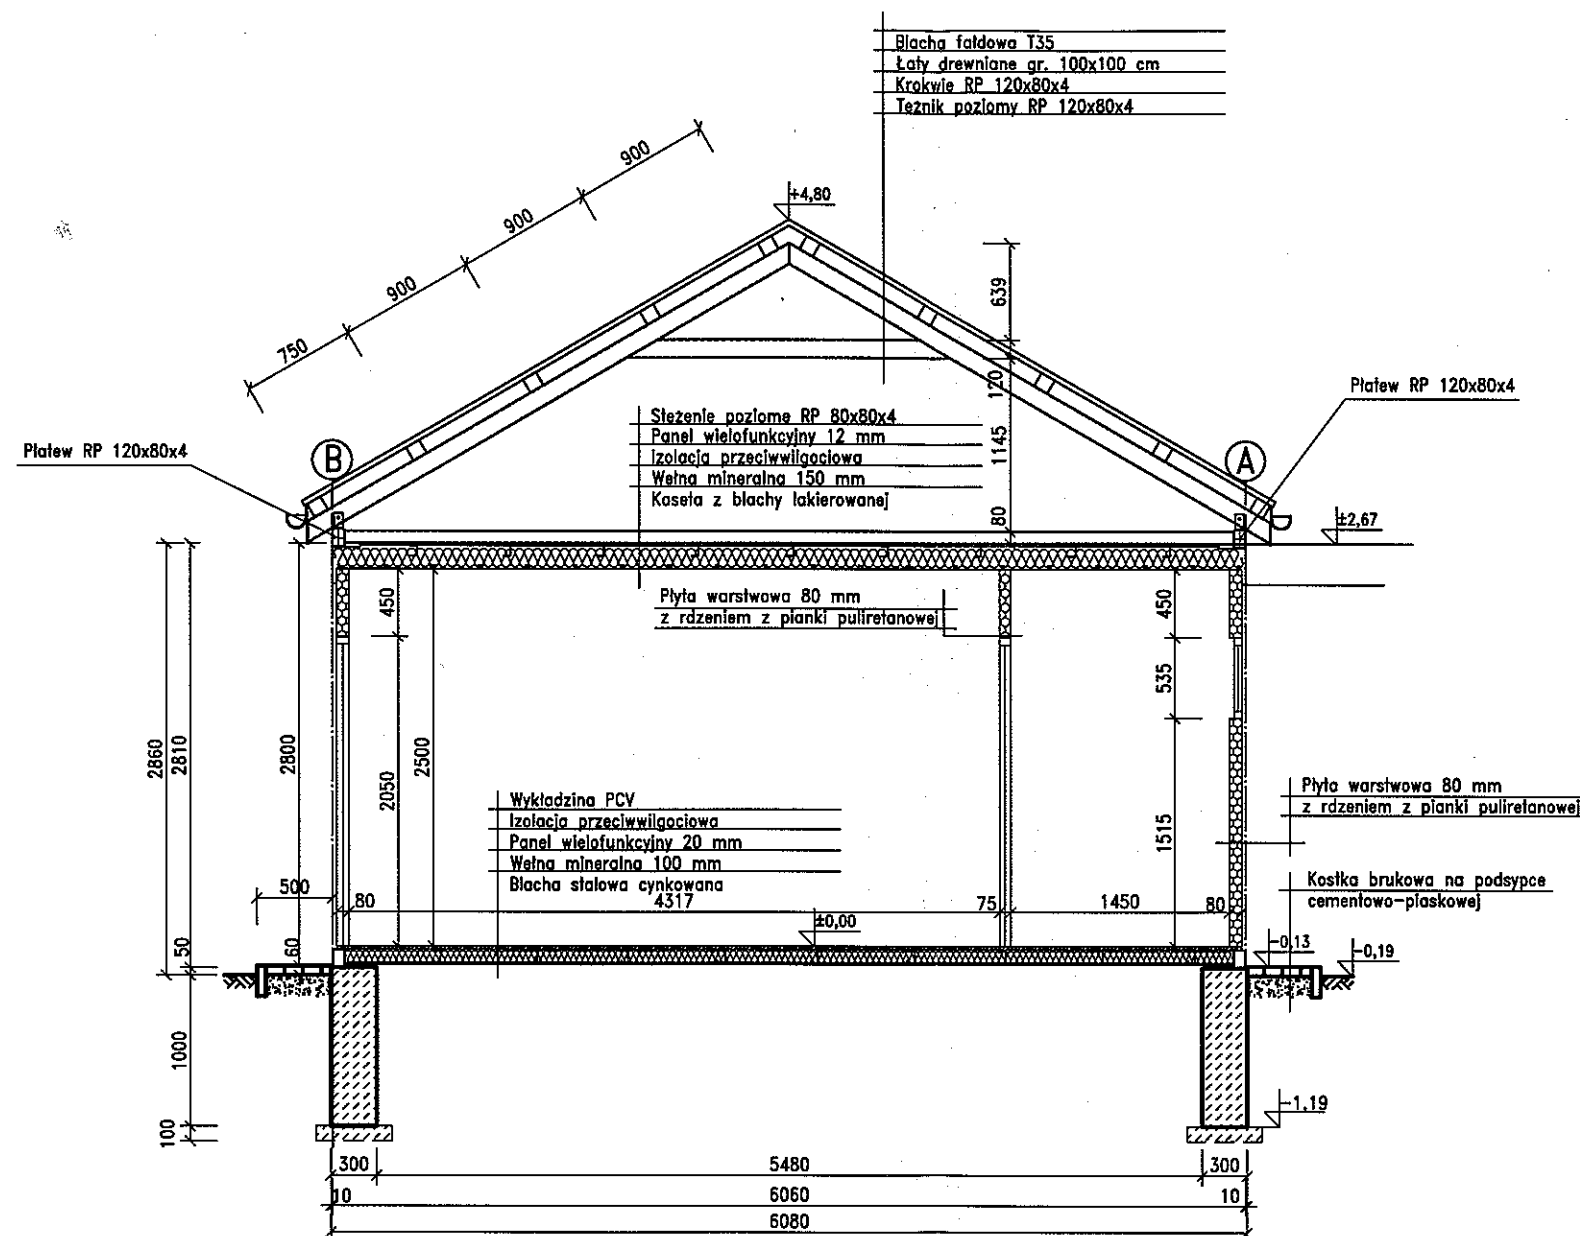 Blacha fałdowa T35
Łaty drewniane gr. 100x100 cm
Krokwie RP 120x80x4
Teżnik poziomy RP 120x80x4
900
900
900
750
+4,80
639
120
1145
80
Płatew RP 120x80x4
Płatew RP 120x80x4
B
A
Steżenie poziome RP 80x80x4
Panel wielofunkcyjny 12 mm
Izolacja przeciwwilgociowa
Wełna mineralna 150 mm
Kaseta z blachy lakierowanej
±2,67
Płyta warstwowa 80 mm
z rdzeniem z pianki puliretanowej
450
450
535
1515
2860
2810
2800
2050
2500
Wykładzina PCV
Izolacja przeciwwilgociowa
Panel wielofunkcyjny 20 mm
Wełna mineralna 100 mm
Blacha stalowa cynkowana
Płyta warstwowa 80 mm
z rdzeniem z pianki puliretanowej
Kostka brukowa na podsypce
cementowo-piaskowej
500
80
4317
75
1450
80
±0,00
50
60
-0,13
-0,19
1000
100
-1,19
300
5480
300
10
6060
10
6080